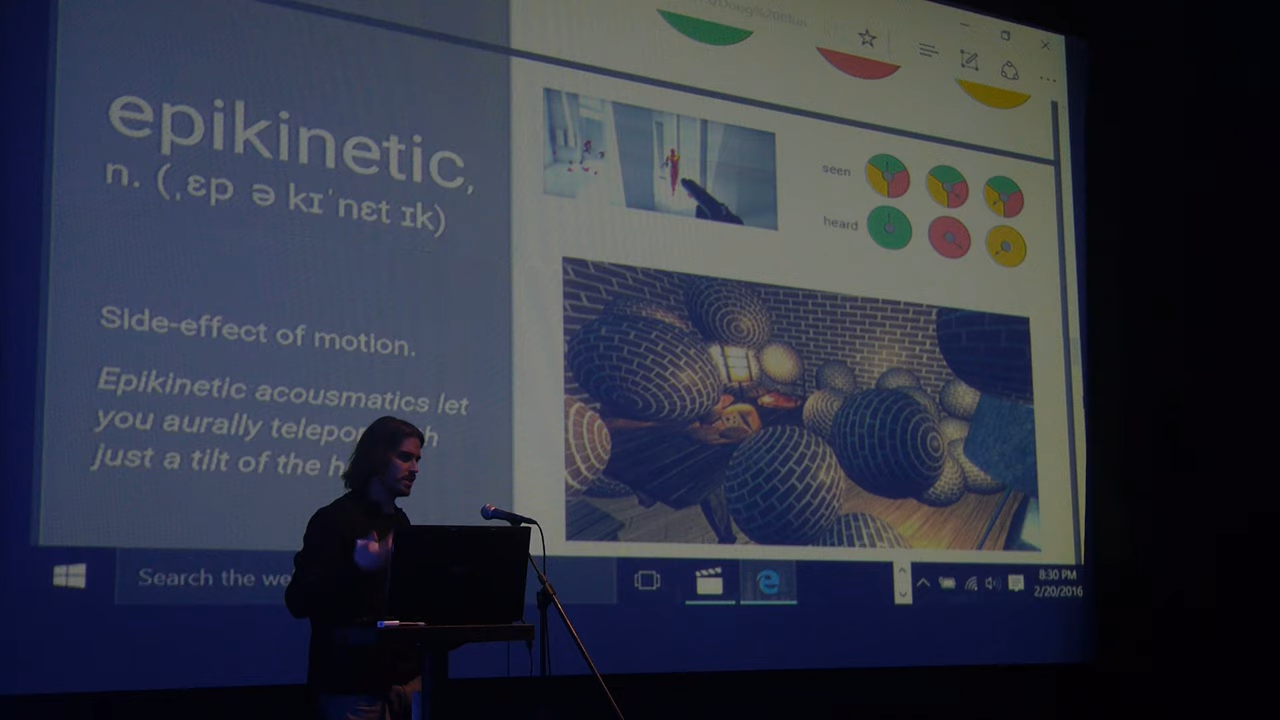 epikinetic,
n. (ˌɛp ə kɪˈnɛt ɪk)
Side-effect of motion.
Epikinetic acousmatics let
you aurally
just a tilt of the
seen
heard
Search the we
8:30 PM
2/20/2016